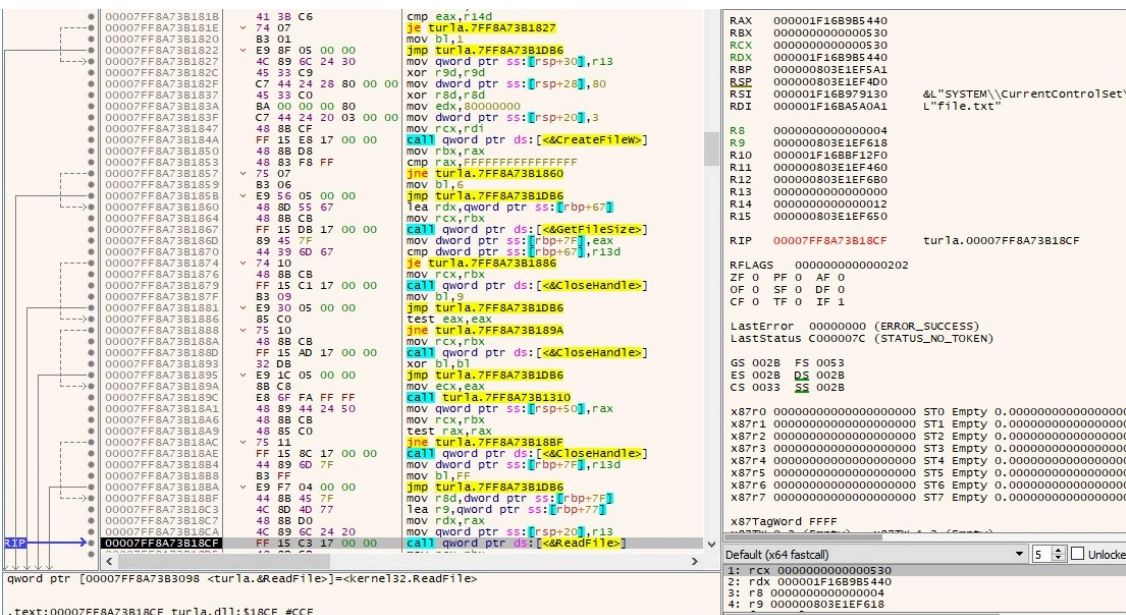 00007FF8A73B181B 41 3B C6 cmp eax,r14d
00007FF8A73B181E 74 07 je turla.7FF8A73B1827
00007FF8A73B1820 B3 01 mov bl,1
00007FF8A73B1822 E9 8F 05 00 00 jmp turla.7FF8A73B1DB6
00007FF8A73B1827 4C 89 6C 24 30 mov qword ptr ss:[rsp+30],r13
00007FF8A73B182C 45 33 C9 xor r9d,r9d
00007FF8A73B182F C7 44 24 28 80 00 00 mov dword ptr ss:[rsp+28],80
00007FF8A73B1837 45 33 C0 xor r8d,r8d
00007FF8A73B183A BA 00 00 00 80 mov edx,80000000
00007FF8A73B183F C7 44 24 20 03 00 00 mov dword ptr ss:[rsp+20],3
00007FF8A73B1847 48 8B CF mov rcx,rdi
00007FF8A73B184A FF 15 E8 17 00 00 call qword ptr ds:[<&CreateFileW>]
00007FF8A73B1850 48 8B D8 mov rbx,rax
00007FF8A73B1853 48 83 F8 FF cmp rax,FFFFFFFFFFFFFFFF
00007FF8A73B1857 75 07 jne turla.7FF8A73B1860
00007FF8A73B1859 B3 06 mov bl,6
00007FF8A73B185B E9 56 05 00 00 jmp turla.7FF8A73B1DB6
00007FF8A73B1860 48 8D 55 67 lea rdx,qword ptr ss:[rbp+67]
00007FF8A73B1864 48 8B CB mov rcx,rbx
00007FF8A73B1867 FF 15 DB 17 00 00 call qword ptr ds:[<&GetFileSize>]
00007FF8A73B186D 89 45 7F mov dword ptr ss:[rbp+7F],eax
00007FF8A73B1870 44 39 6D 67 cmp dword ptr ss:[rbp+67],r13d
00007FF8A73B1874 74 10 je turla.7FF8A73B1886
00007FF8A73B1876 48 8B CB mov rcx,rbx
00007FF8A73B1879 FF 15 C1 17 00 00 call qword ptr ds:[<&CloseHandle>]
00007FF8A73B187F B3 09 mov bl,9
00007FF8A73B1881 E9 30 05 00 00 jmp turla.7FF8A73B1DB6
00007FF8A73B1886 85 C0 test eax,eax
00007FF8A73B1888 75 10 jne turla.7FF8A73B189A
00007FF8A73B188A 48 8B CB mov rcx,rbx
00007FF8A73B188D FF 15 AD 17 00 00 call qword ptr ds:[<&CloseHandle>]
00007FF8A73B1893 32 DB xor bl,bl
00007FF8A73B1895 E9 1C 05 00 00 jmp turla.7FF8A73B1DB6
00007FF8A73B189A 8B C8 mov ecx,eax
00007FF8A73B189C E8 6F FA FF FF call turla.7FF8A73B1310
00007FF8A73B18A1 48 89 44 24 50 mov qword ptr ss:[rsp+50],rax
00007FF8A73B18A6 48 8B CB mov rcx,rbx
00007FF8A73B18A9 48 85 C0 test rax,rax
00007FF8A73B18AC 75 11 jne turla.7FF8A73B18BF
00007FF8A73B18AE FF 15 8C 17 00 00 call qword ptr ds:[<&CloseHandle>]
00007FF8A73B18B4 44 89 6D 7F mov dword ptr ss:[rbp+7F],r13d
00007FF8A73B18B8 B3 FF mov bl,FF
00007FF8A73B18BA E9 F7 04 00 00 jmp turla.7FF8A73B1DB6
00007FF8A73B18BF 44 8B 45 7F mov r8d,dword ptr ss:[rbp+7F]
00007FF8A73B18C3 4C 8D 4D 77 lea r9,qword ptr ss:[rbp+77]
00007FF8A73B18C7 48 8B D0 mov rdx,rax
00007FF8A73B18CA 4C 89 6C 24 20 mov qword ptr ss:[rsp+20],r13
RIP 00007FF8A73B18CF FF 15 C3 17 00 00 call qword ptr ds:[<&ReadFile>]
qword ptr [00007FF8A73B3098 <turla.&ReadFile>]=<kernel32.ReadFile>
.text:00007FF8A73B18CF turla.dll:$18CF #CCF
RAX 000001F16B9B5440
RBX 0000000000000530
RCX 0000000000000530
RDX 000001F16B9B5440
RBP 000000803E1EF5A1
RSP 000000803E1EF4D0
RSI 000001F16B979130 &L"SYSTEM\\CurrentControlSet\
RDI 000001F16BA5A0A1 L"file.txt"
R8 0000000000000004
R9 000000803E1EF618
R10 000001F16BBF12F0
R11 000000803E1EF460
R12 000000803E1EF6B0
R13 0000000000000000
R14 0000000000000012
R15 000000803E1EF650
RIP 00007FF8A73B18CF turla.00007FF8A73B18CF
RFLAGS 0000000000000202
ZF 0 PF 0 AF 0
OF 0 SF 0 DF 0
CF 0 TF 0 IF 1
LastError 00000000 (ERROR_SUCCESS)
LastStatus C000007C (STATUS_NO_TOKEN)
GS 002B FS 0053
ES 002B DS 002B
CS 0033 SS 002B
x87r0 00000000000000000000 ST0 Empty 0.000000000000000
x87r1 00000000000000000000 ST1 Empty 0.000000000000000
x87r2 00000000000000000000 ST2 Empty 0.000000000000000
x87r3 00000000000000000000 ST3 Empty 0.000000000000000
x87r4 00000000000000000000 ST4 Empty 0.000000000000000
x87r5 00000000000000000000 ST5 Empty 0.000000000000000
x87r6 00000000000000000000 ST6 Empty 0.000000000000000
x87r7 00000000000000000000 ST7 Empty 0.000000000000000
x87TagWord FFFF
Default (x64 fastcall) 5 Unlocke
1: rcx 0000000000000530
2: rdx 000001F16B9B5440
3: r8 0000000000000004
4: r9 000000803E1EF618